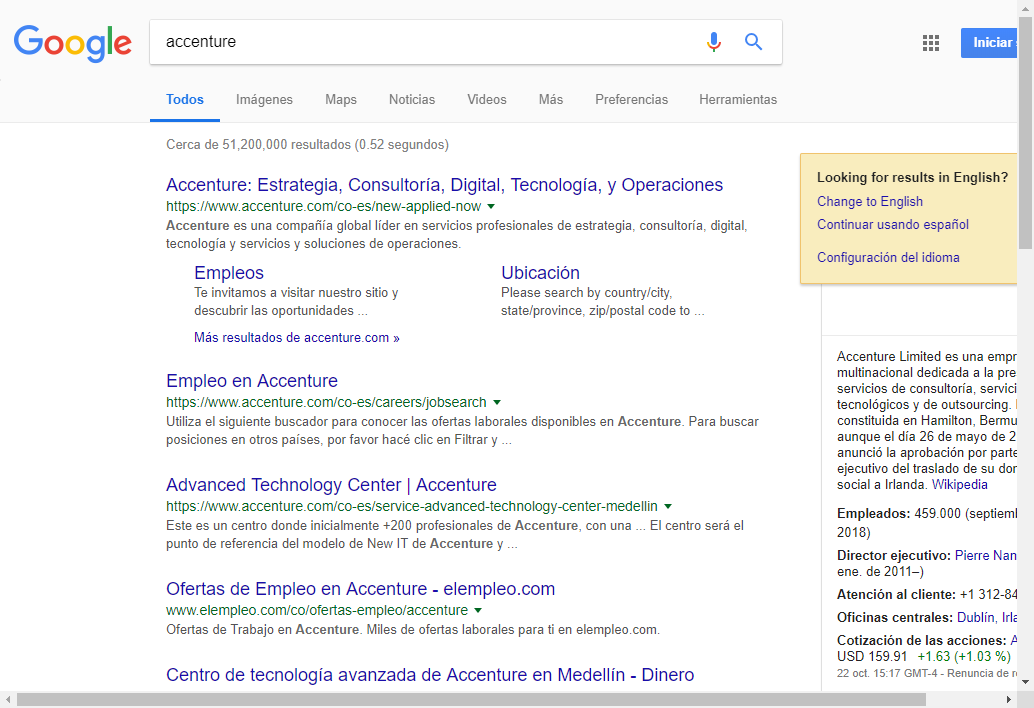 Google
accenture
Iniciar
Todos Imágenes Maps Noticias Videos Más Preferencias Herramientas
Cerca de 51,200,000 resultados (0.52 segundos)
Looking for results in English?
Change to English
Continuar usando español
Configuración del idioma
Accenture: Estrategia, Consultoría, Digital, Tecnología, y Operaciones
https://www.accenture.com/co-es/new-applied-now
Accenture es una compañía global líder en servicios profesionales de estrategia, consultoría, digital,
tecnología y servicios y soluciones de operaciones.
Empleos
Te invitamos a visitar nuestro sitio y
descubrir las oportunidades ...
Ubicación
Please search by country/city,
state/province, zip/postal code to ...
Más resultados de accenture.com »
Empleo en Accenture
https://www.accenture.com/co-es/careers/jobsearch
Utiliza el siguiente buscador para conocer las ofertas laborales disponibles en Accenture. Para buscar
posiciones en otros países, por favor hacé clic en Filtrar y ...
Advanced Technology Center | Accenture
https://www.accenture.com/co-es/service-advanced-technology-center-medellin
Este es un centro donde inicialmente +200 profesionales de Accenture, con una ... El centro será el
punto de referencia del modelo de New IT de Accenture y ...
Ofertas de Empleo en Accenture - elempleo.com
www.elempleo.com/co/ofertas-empleo/accenture
Ofertas de Trabajo en Accenture. Miles de ofertas laborales para ti en elempleo.com.
Centro de tecnología avanzada de Accenture en Medellín - Dinero
Accenture Limited es una empr
multinacional dedicada a la pre
servicios de consultoría, servici
tecnológicos y de outsourcing.
constituida en Hamilton, Bermu
aunque el día 26 de mayo de 2
anunció la aprobación por parte
ejecutivo del traslado de su dor
social a Irlanda. Wikipedia
Empleados: 459.000 (septiemb
2018)
Director ejecutivo: Pierre Nan
ene. de 2011–)
Atención al cliente: +1 312-84
Oficinas centrales: Dublín, Irla
Cotización de las acciones: A
USD 159.91 +1.63 (+1.03 %)
22 oct. 15:17 GMT-4 - Renuncia de r